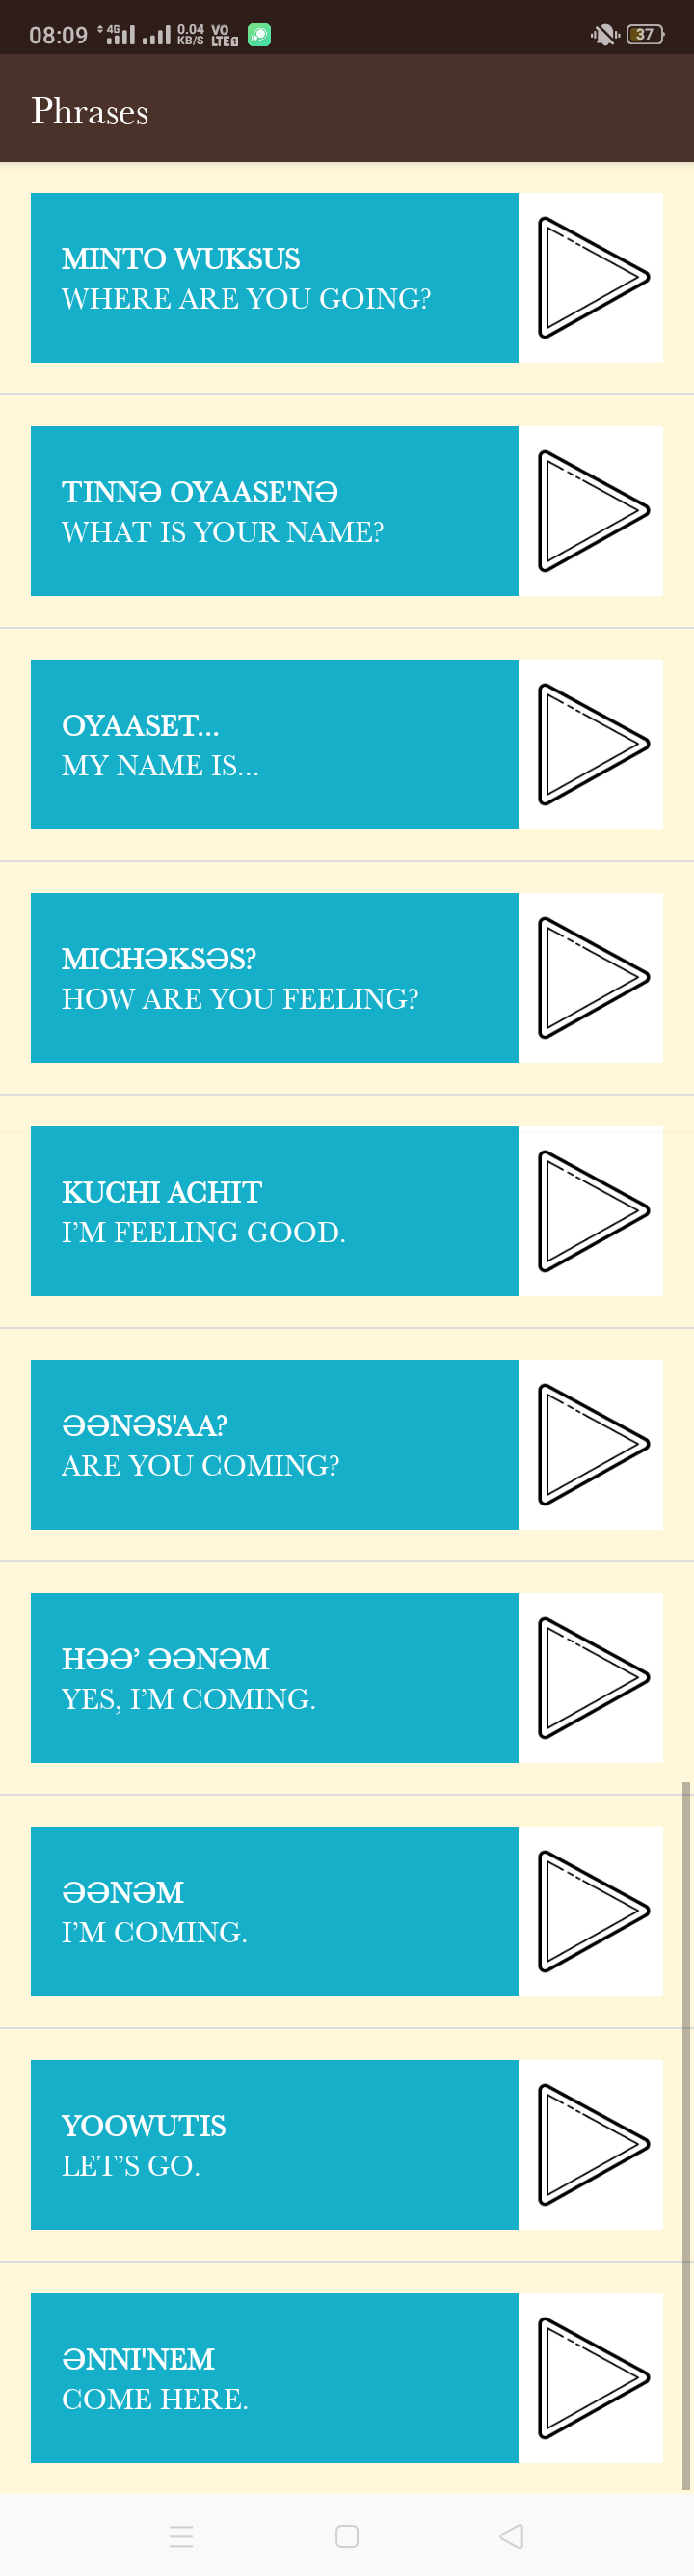 08:09 4G 0.04 KB/S VO LTE 37
Phrases
MINTO WUKSUS
WHERE ARE YOU GOING?
TINNƏ OYAASE'NƏ
WHAT IS YOUR NAME?
OYAASET...
MY NAME IS...
MICHƏKSƏS?
HOW ARE YOU FEELING?
KUCHI ACHIT
I’M FEELING GOOD.
ƏƏNƏS'AA?
ARE YOU COMING?
HƏƏ’ ƏƏNƏM
YES, I’M COMING.
ƏƏNƏM
I’M COMING.
YOOWUTIS
LET’S GO.
ƏNNI'NEM
COME HERE.